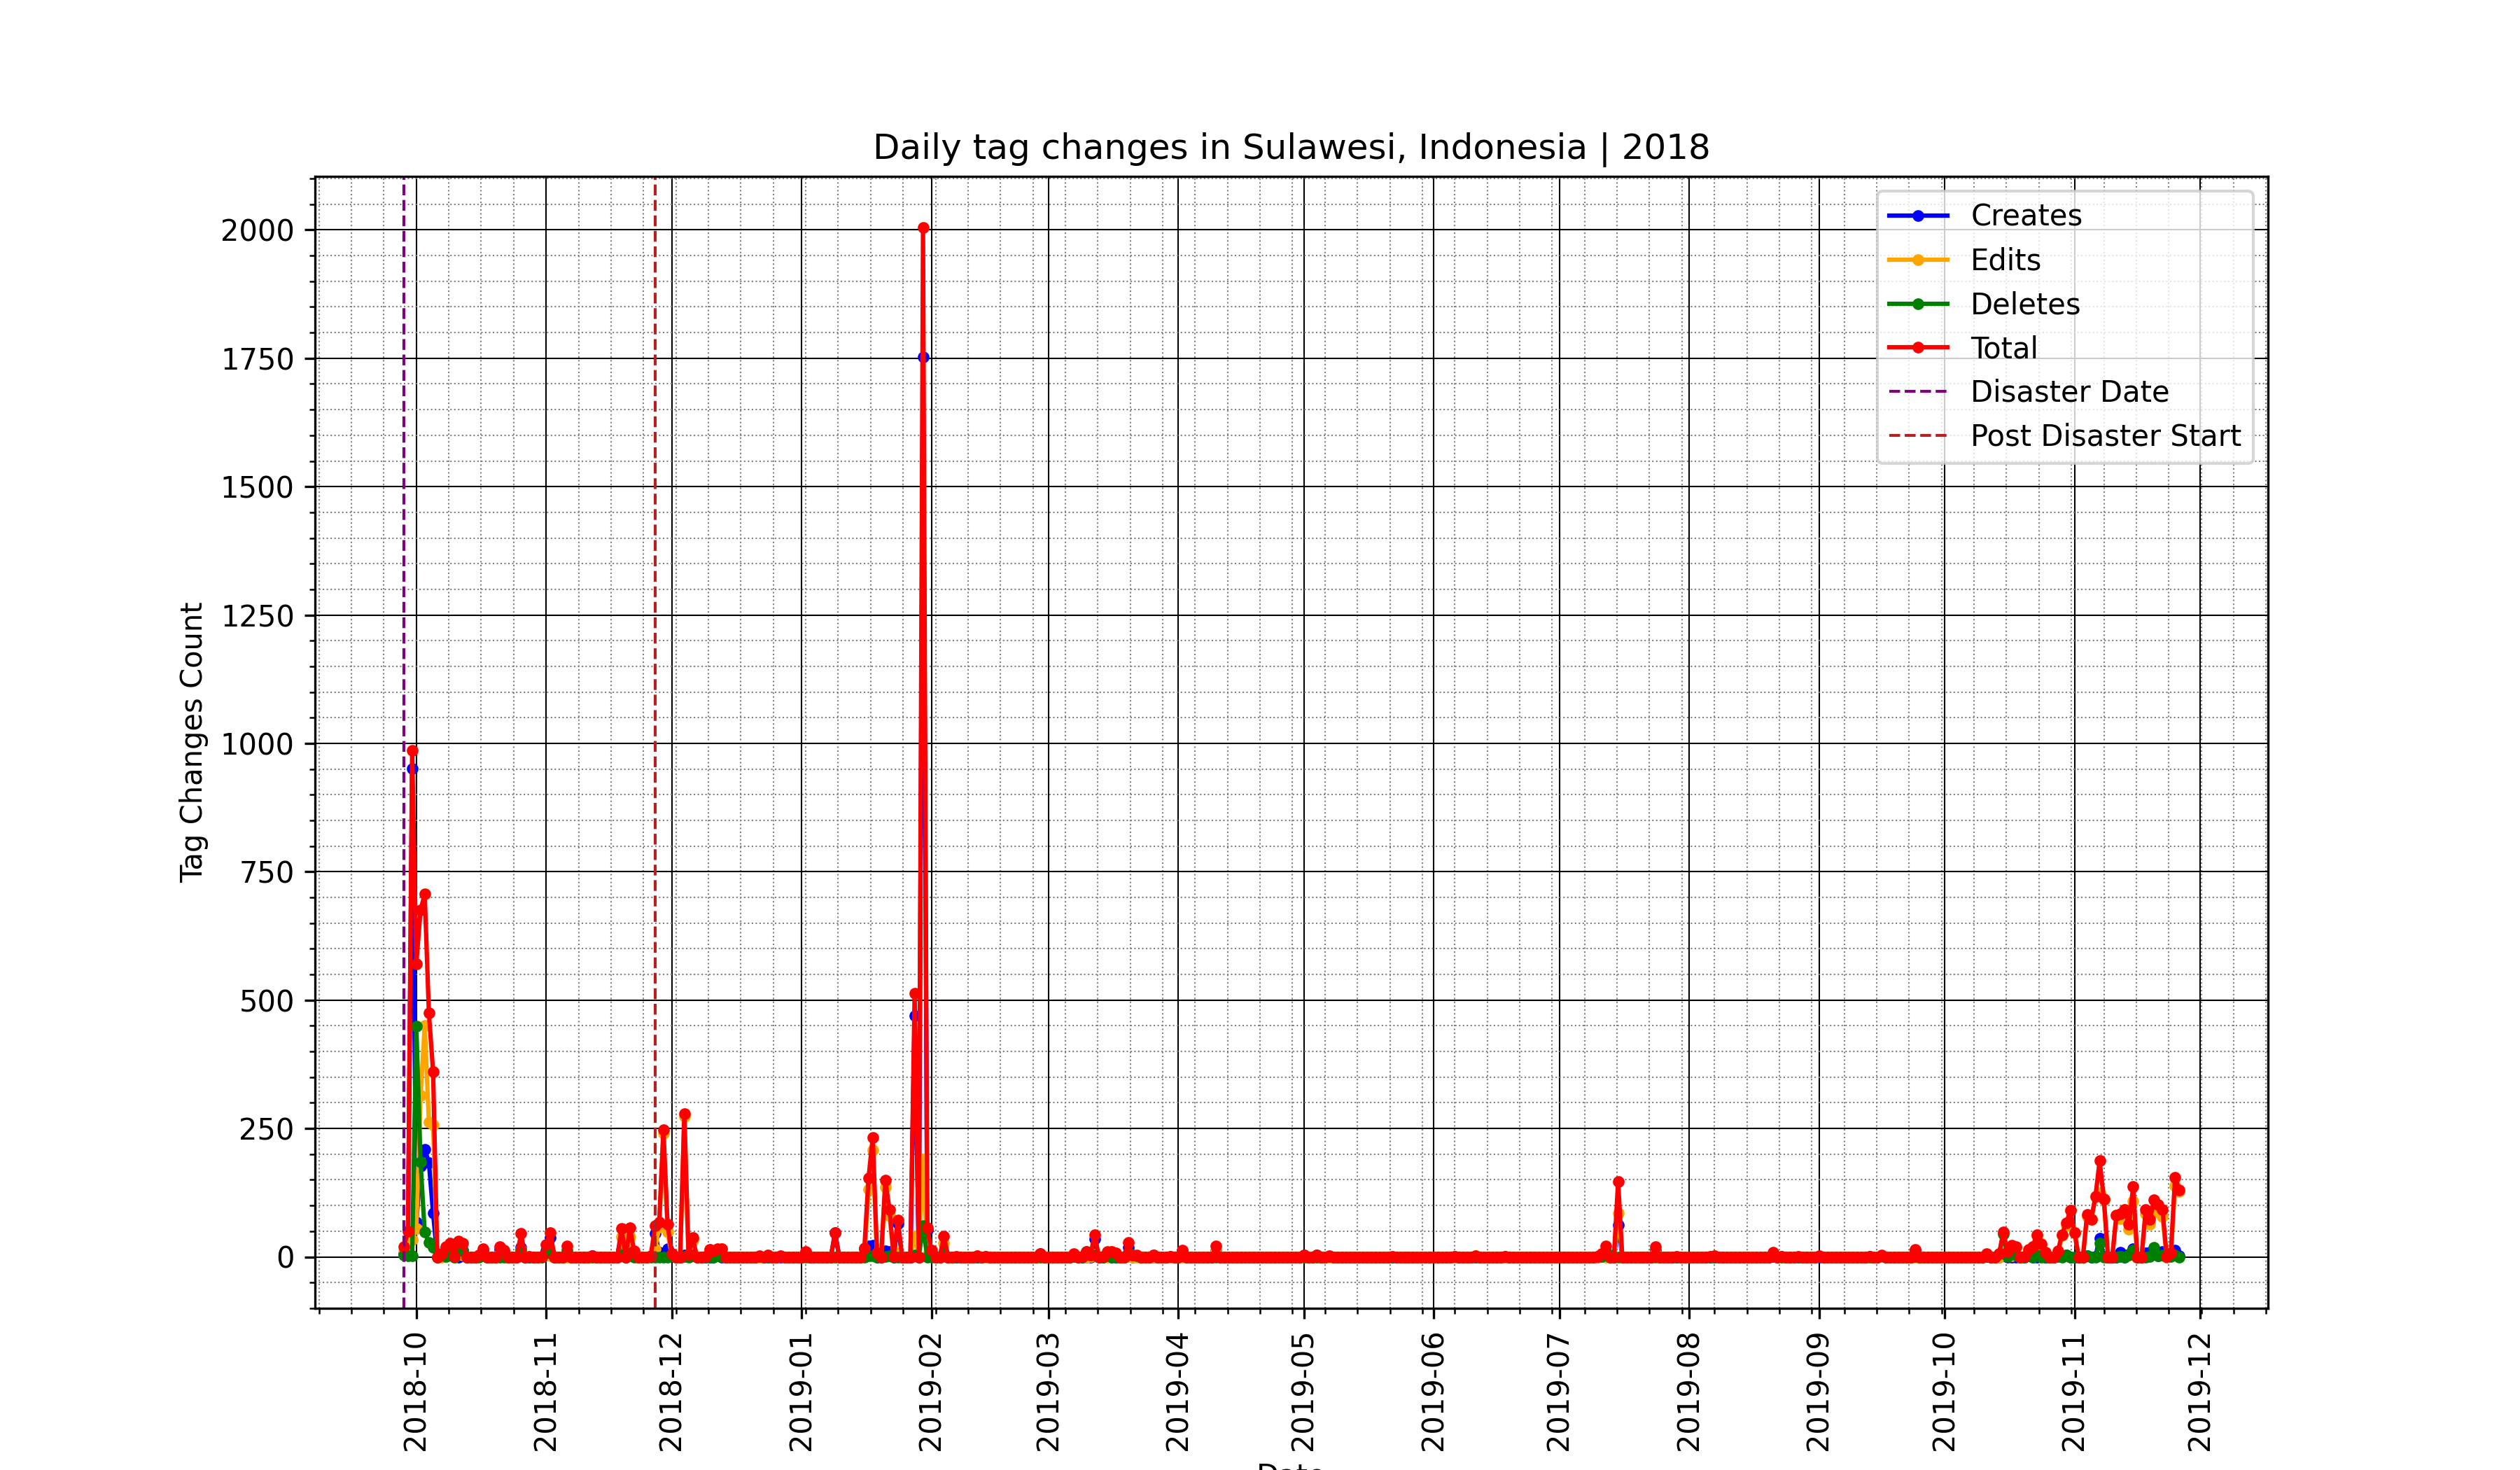 Daily tag changes in Sulawesi, Indonesia | 2018
Creates
Edits
Deletes
Total
Disaster Date
Post Disaster Start
Tag Changes Count
2000
1750
1500
1250
1000
750
500
250
0
2018-10
2018-11
2018-12
2019-01
2019-02
2019-03
2019-04
2019-05
2019-06
2019-07
2019-08
2019-09
2019-10
2019-11
2019-12
Date